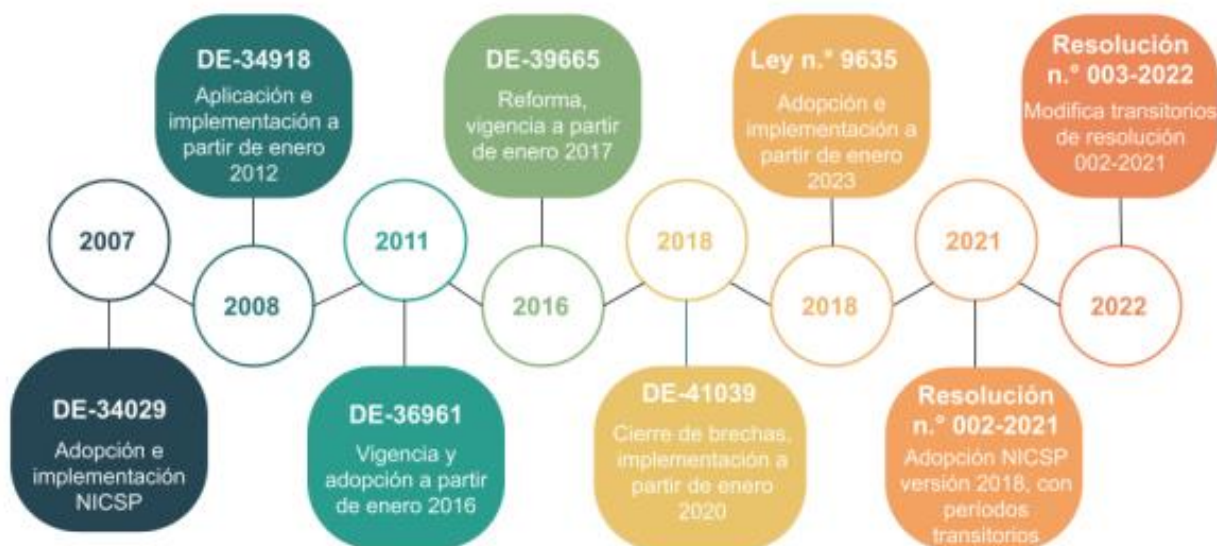 DE-34918
Aplicación e
implementación a
partir de enero
2012
DE-39665
Reforma,
vigencia a partir
de enero 2017
Ley n.° 9635
Adopción e
implementación a
partir de enero
2023
Resolución
n.° 003-2022
Modifica transitorios
de resolución
002-2021
2007
2008
2011
2016
2018
2018
2021
2022
DE-34029
Adopción e
implementación
NICSP
DE-36961
Vigencia y
adopción a partir
de enero 2016
DE-41039
Cierre de brechas,
implementación a
partir de enero
2020
Resolución
n.° 002-2021
Adopción NICSP
versión 2018, con
períodos
transitorios